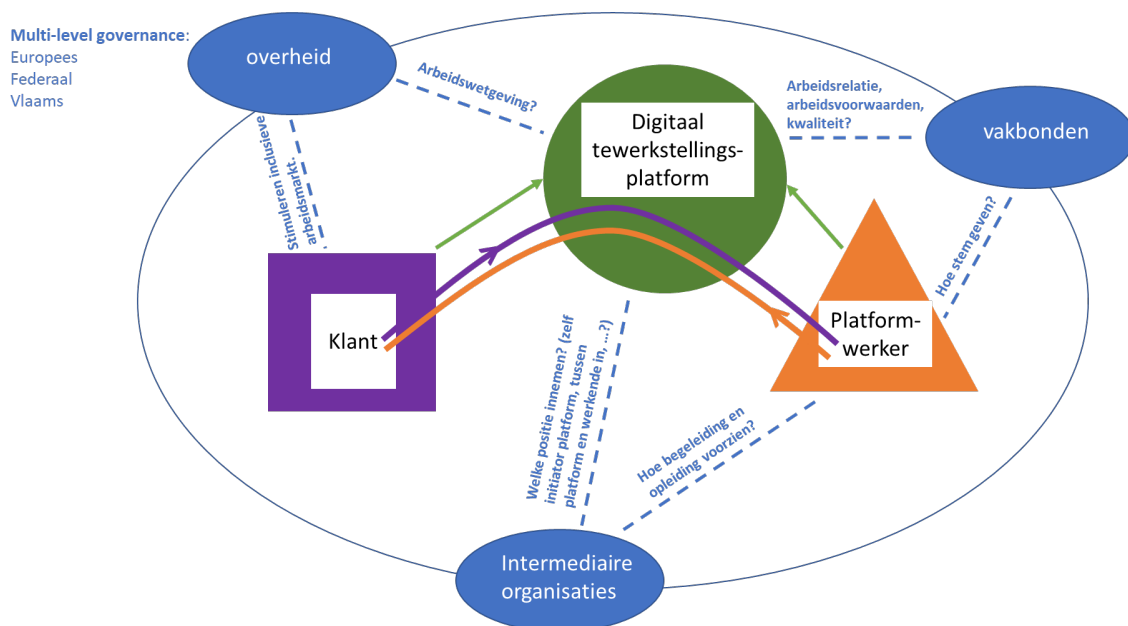 Multi-level governance:
Europees
Federaal
Vlaams
overheid
Arbeidswetgeving?
Arbeidsrelatie,
arbeidsvoorwaarden,
kwaliteit?
vakbonden
Digitaal
tewerkstellings-
platform
Stimuleren inclusieve
arbeidsmarkt.
Hoe stem geven?
Klant
Platform-
werker
Welke positie innemen? (zelf
initiator platform, tussen
platform en werkende in, ...?)
Hoe begeleiding en
opleiding voorzien?
Intermediaire
organisaties